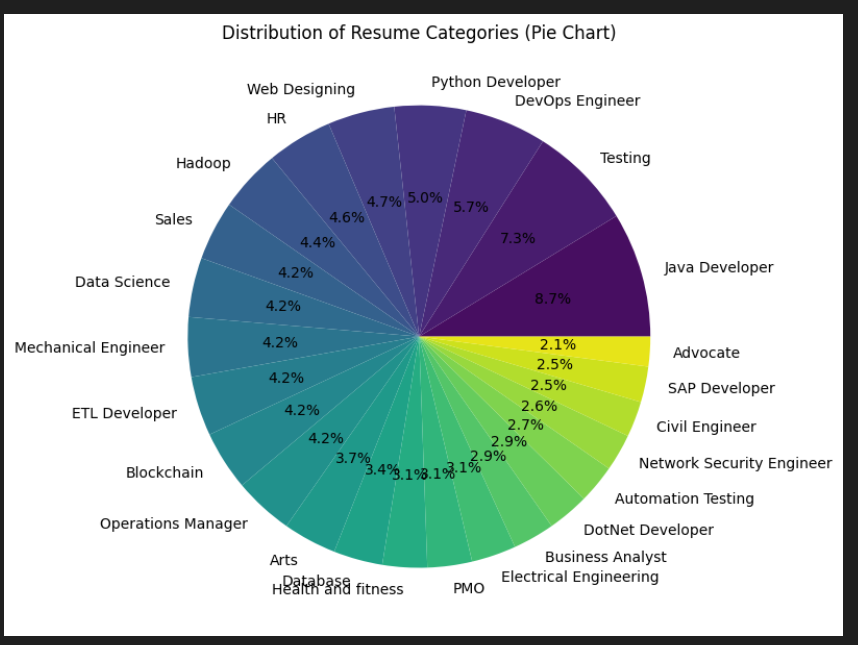 Distribution of Resume Categories (Pie Chart)
Java Developer
8.7%
Testing
7.3%
DevOps Engineer
5.7%
Python Developer
5.0%
Web Designing
4.7%
HR
4.6%
Hadoop
4.4%
Sales
4.2%
Data Science
4.2%
Mechanical Engineer
4.2%
ETL Developer
4.2%
Blockchain
4.2%
Operations Manager
4.2%
Arts
3.7%
Database
3.4%
Health and fitness
3.1%
PMO
3.1%
Electrical Engineering
3.1%
Business Analyst
2.9%
DotNet Developer
2.9%
Automation Testing
2.7%
Network Security Engineer
2.6%
Civil Engineer
2.5%
SAP Developer
2.5%
Advocate
2.1%